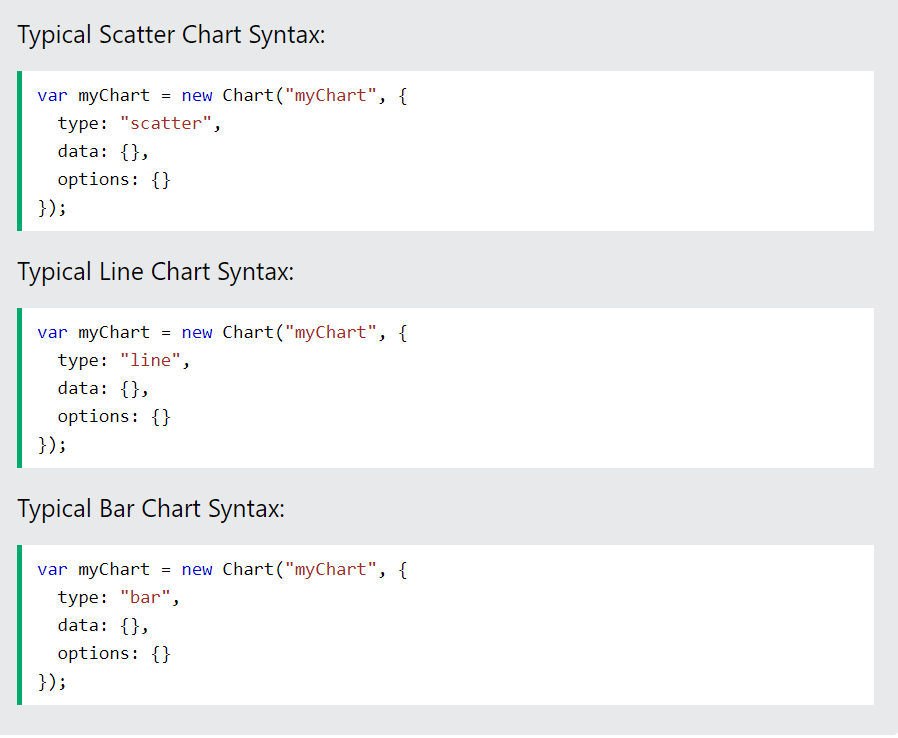 Typical Scatter Chart Syntax:
var myChart = new Chart("myChart", {
  type: "scatter",
  data: {},
  options: {}
});
Typical Line Chart Syntax:
var myChart = new Chart("myChart", {
  type: "line",
  data: {},
  options: {}
});
Typical Bar Chart Syntax:
var myChart = new Chart("myChart", {
  type: "bar",
  data: {},
  options: {}
});